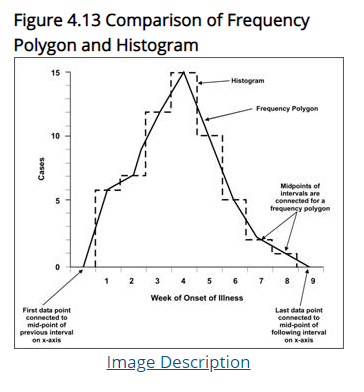 Figure 4.13 Comparison of Frequency
Polygon and Histogram
15
Histogram
Frequency Polygon
10
Cases
Midpoints of
intervals are
connected for a
frequency polygon
5
0
1 2 3 4 5 6 7 8 9
Week of Onset of Illness
First data point
connected to
mid-point of
previous interval
on x-axis
Last data point
connected to
mid-point of
following interval
on x-axis
Image Description